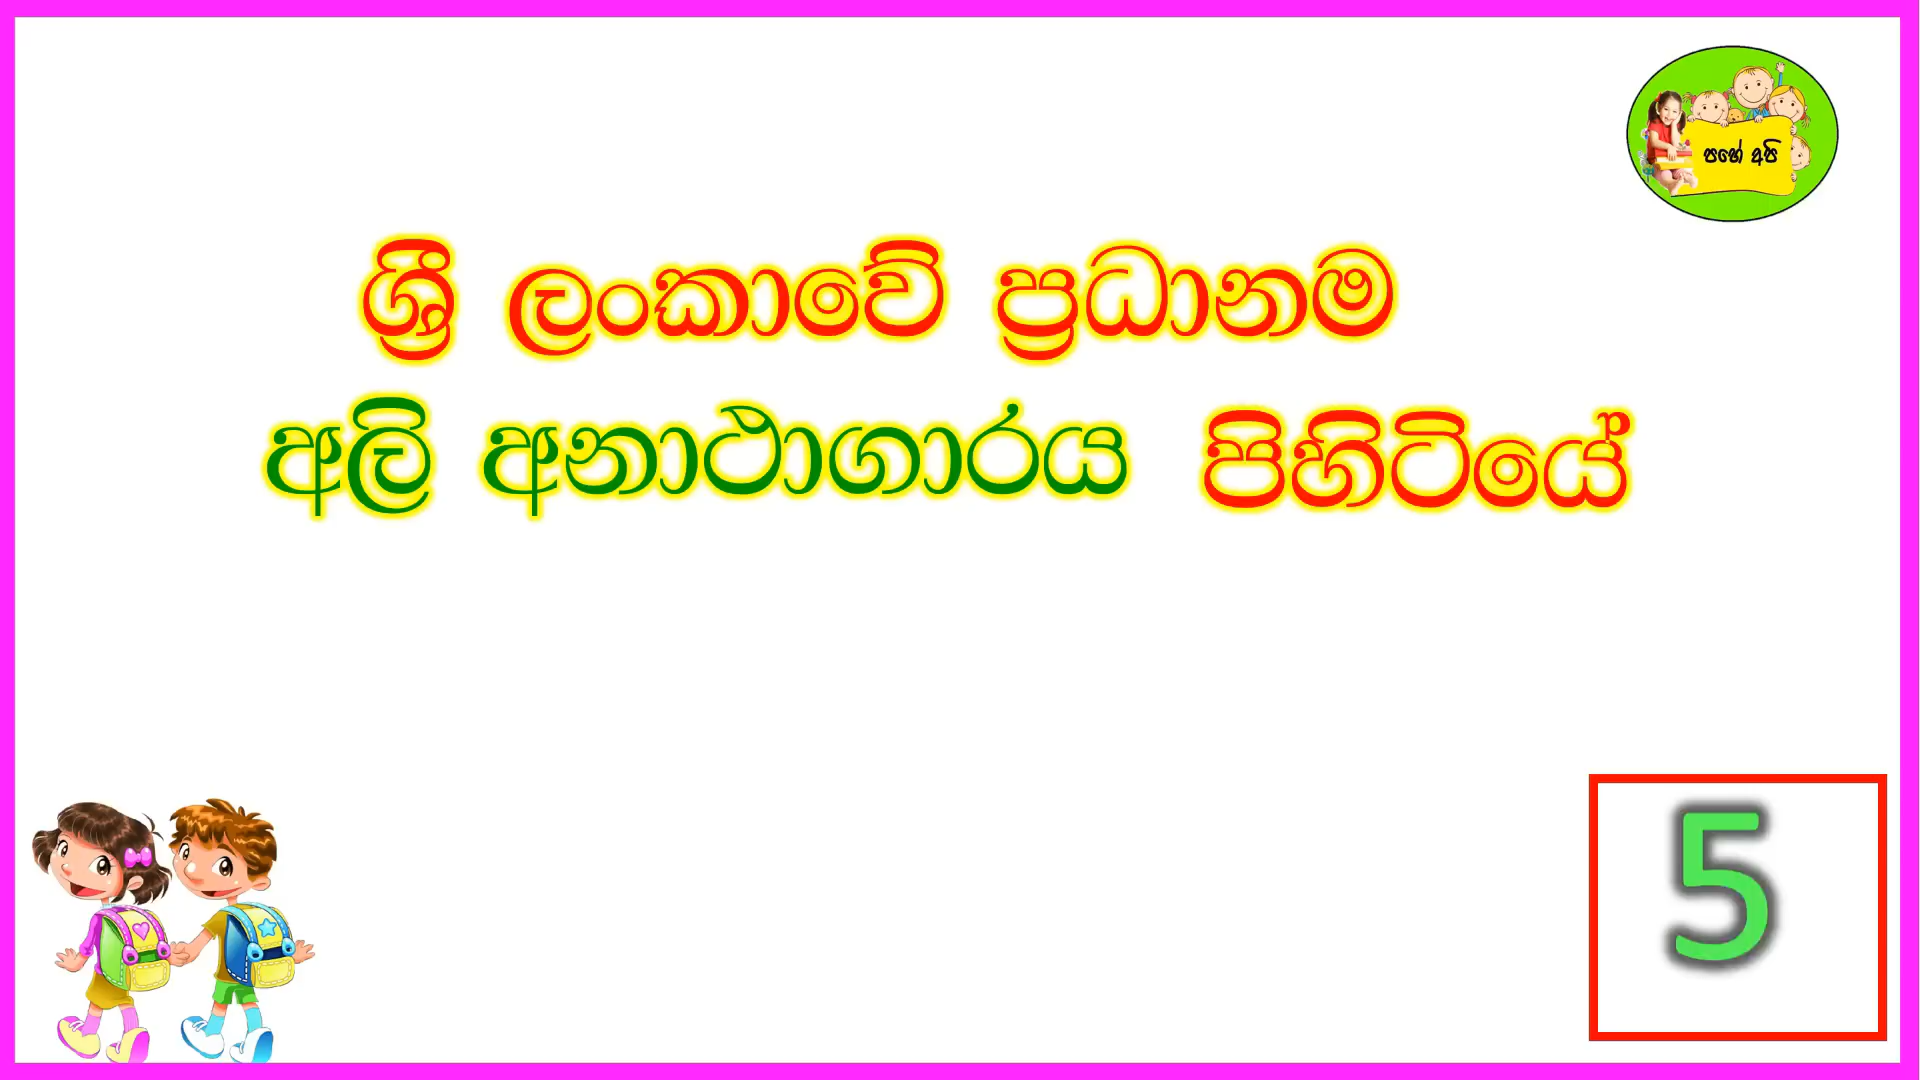 පහේ අපි
ශ්‍රී ලංකාවේ ප්‍රධානම
අලි අනාථාගාරය පිහිටියේ
5